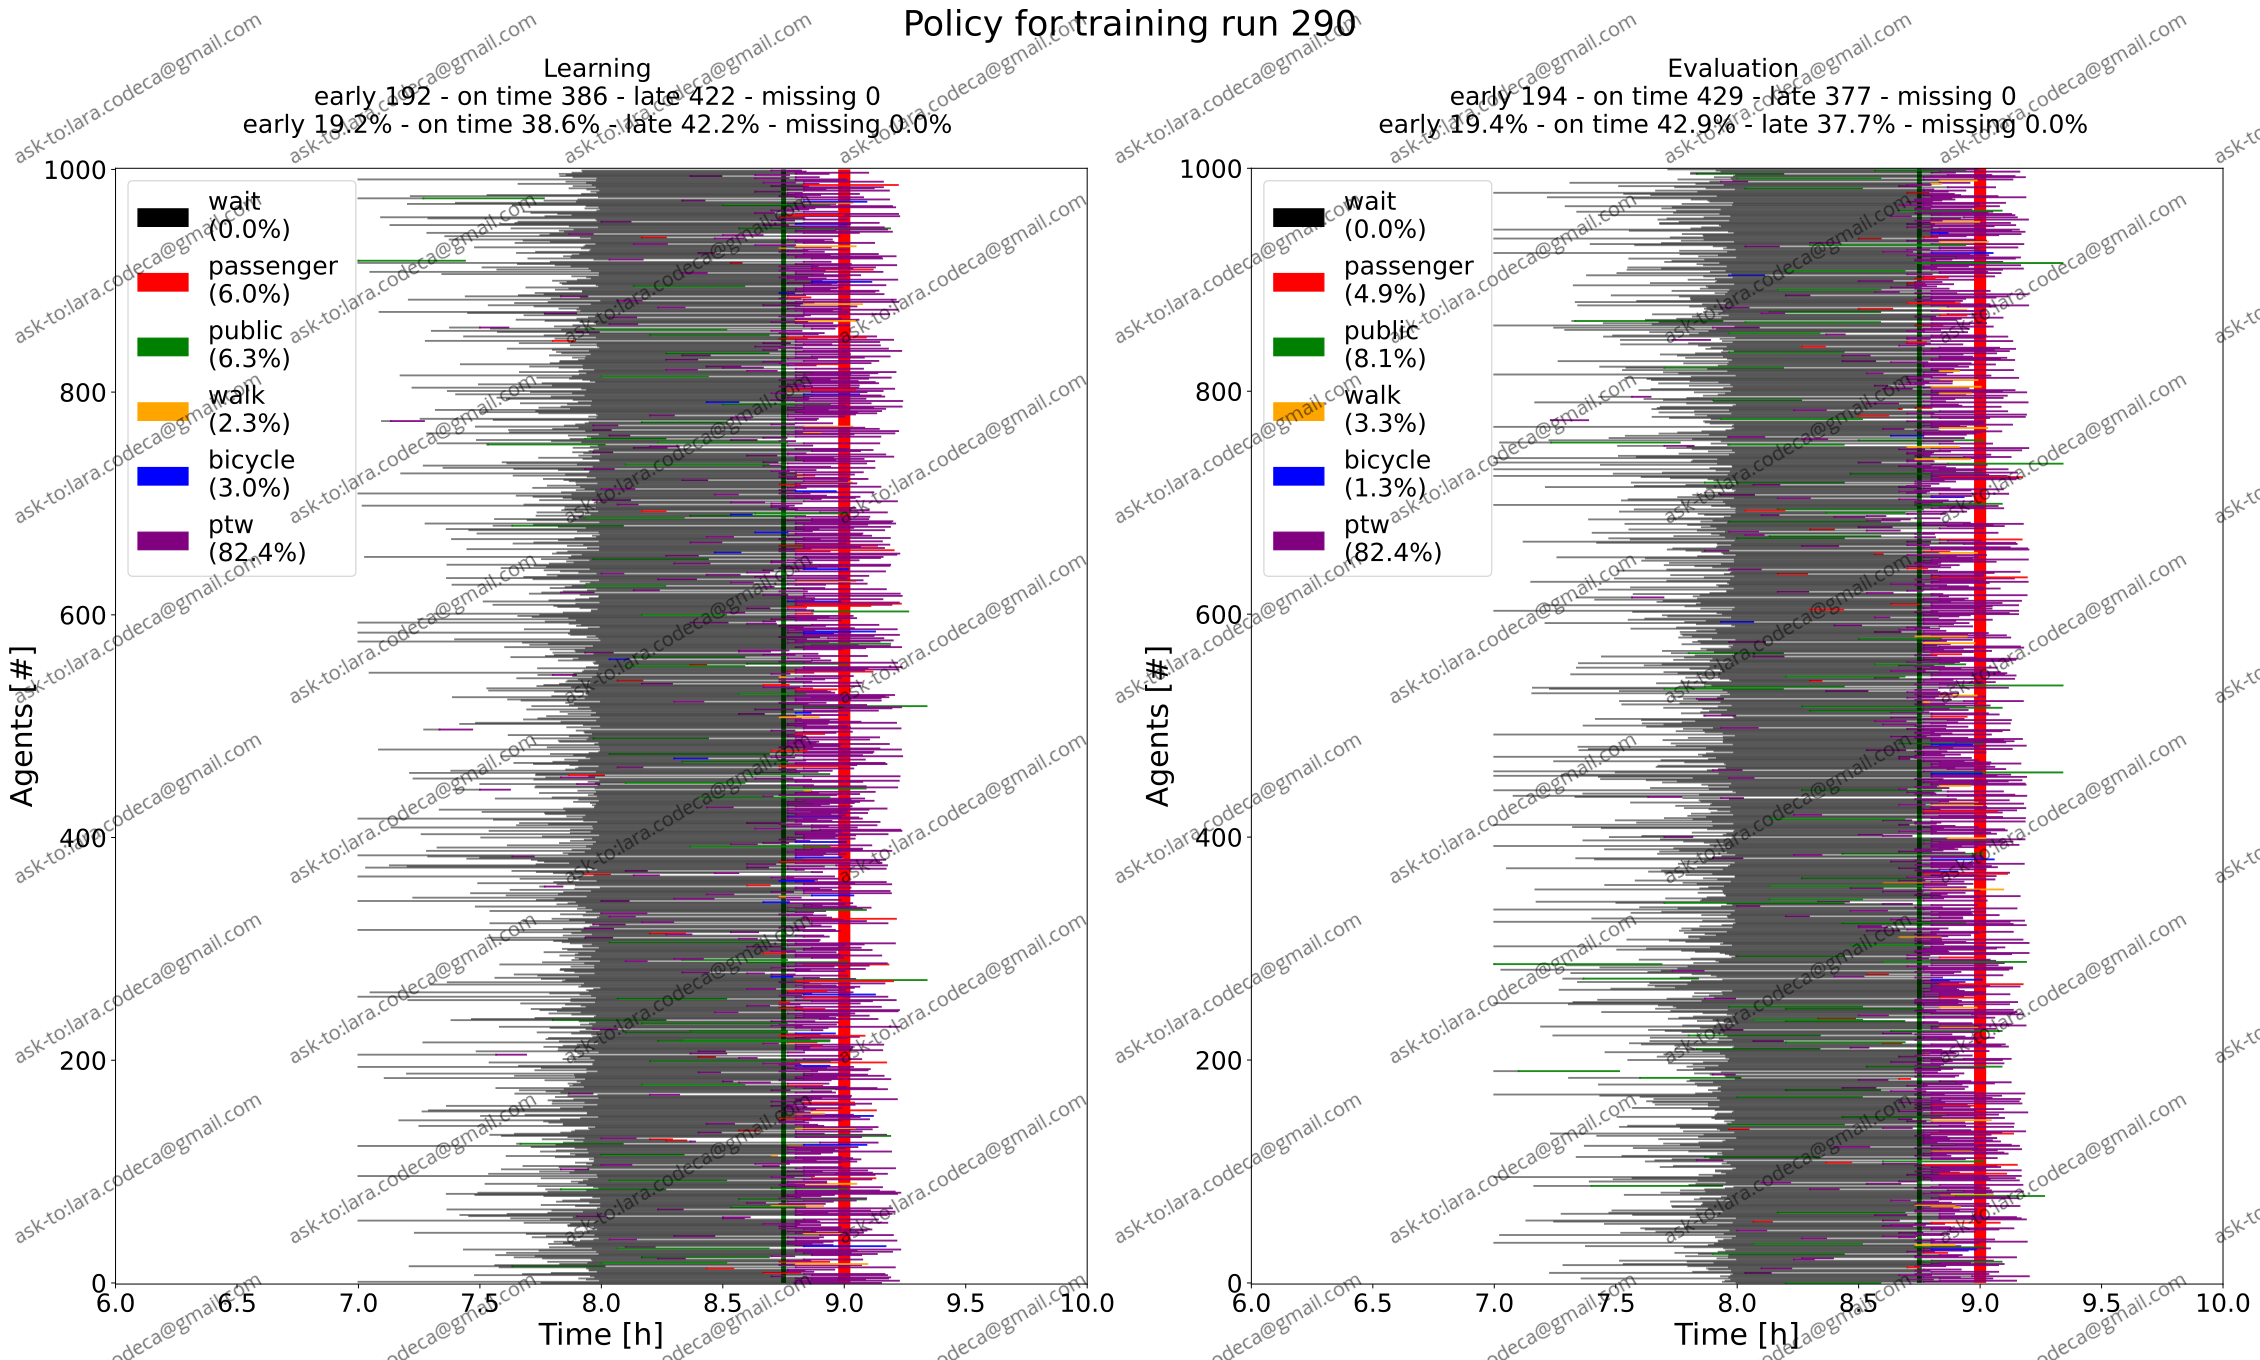 Policy for training run 290
Learning
early 192 - on time 386 - late 422 - missing 0
early 19.2% - on time 38.6% - late 42.2% - missing 0.0%
1000
800
600
400
200
0
Agents [#]
wait
(0.0%)
passenger
(6.0%)
public
(6.3%)
walk
(2.3%)
bicycle
(3.0%)
ptw
(82.4%)
6.0 6.5 7.0 7.5 8.0 8.5 9.0 9.5 10.0
Time [h]
Evaluation
early 194 - on time 429 - late 377 - missing 0
early 19.4% - on time 42.9% - late 37.7% - missing 0.0%
1000
800
600
400
200
0
Agents [#]
wait
(0.0%)
passenger
(4.9%)
public
(8.1%)
walk
(3.3%)
bicycle
(1.3%)
ptw
(82.4%)
6.0 6.5 7.0 7.5 8.0 8.5 9.0 9.5 10.0
Time [h]
ask-to:lara.codeca@gmail.com